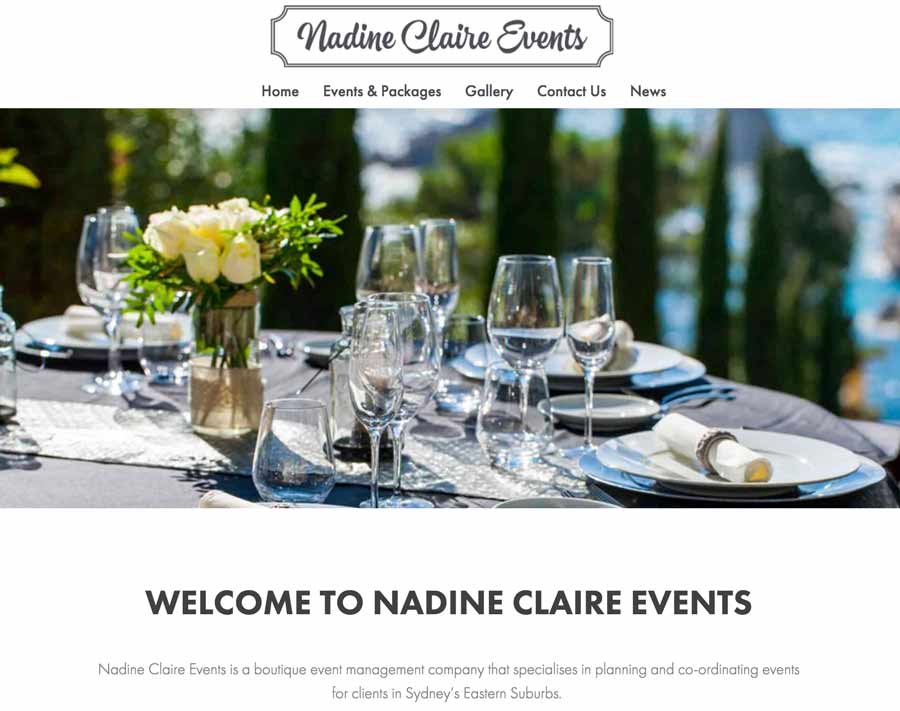 Nadine Claire Events
Home Events & Packages Gallery Contact Us News
WELCOME TO NADINE CLAIRE EVENTS
Nadine Claire Events is a boutique event management company that specialises in planning and co-ordinating events
for clients in Sydney's Eastern Suburbs.